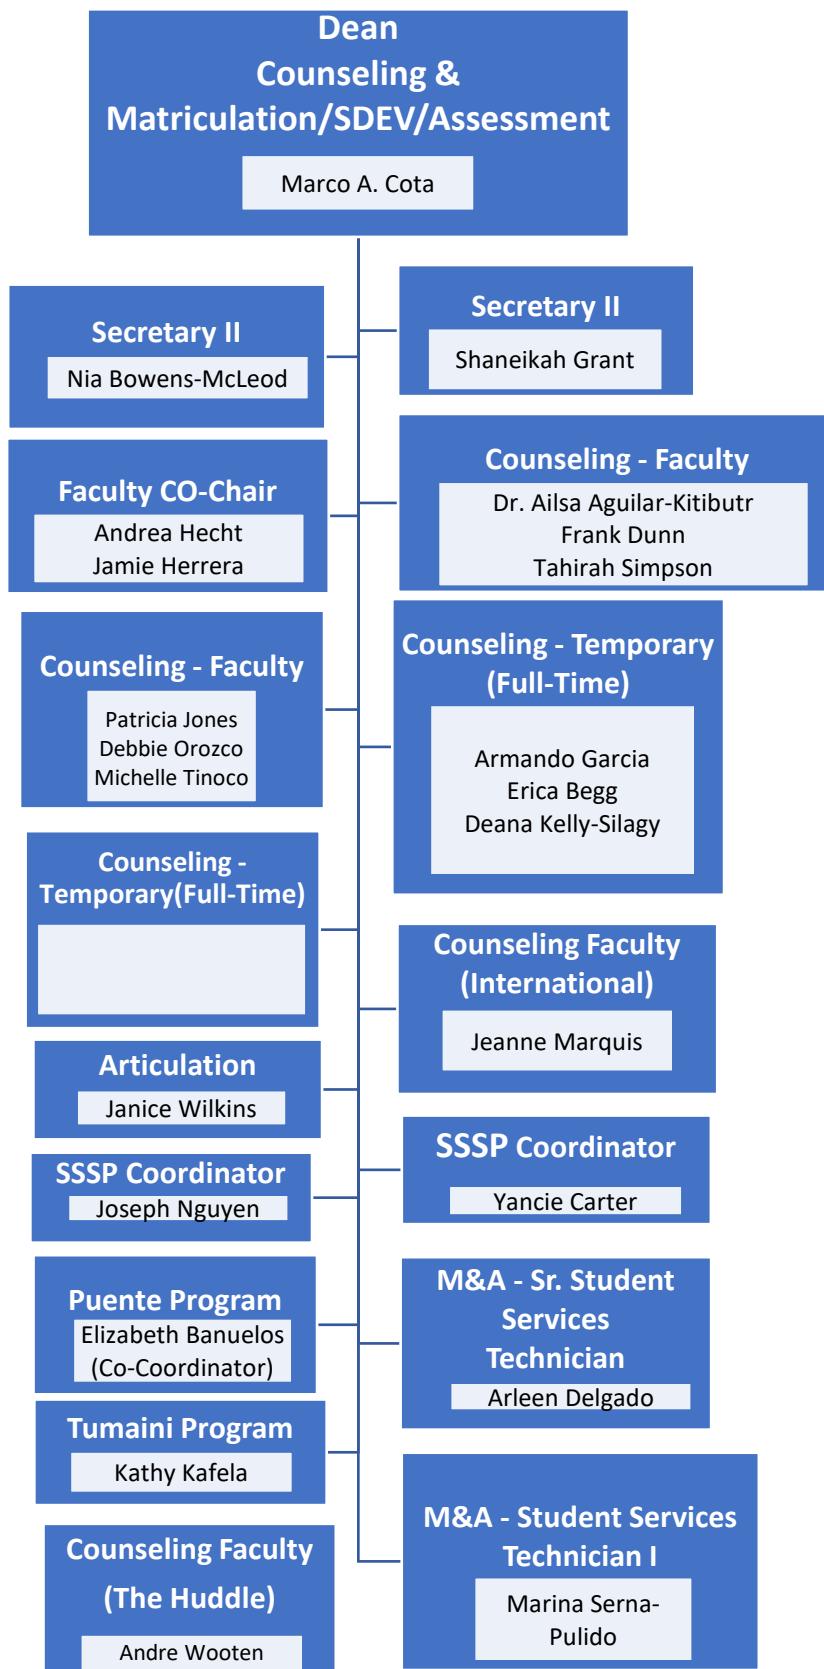 Dean
Counseling &
Matriculation/SDEV/Assessment
Marco A. Cota
Secretary II
Nia Bowens-McLeod
Secretary II
Shaneikah Grant
Faculty CO-Chair
Andrea Hecht
Jamie Herrera
Counseling - Faculty
Dr. Ailsa Aguilar-Kitibutr
Frank Dunn
Tahirah Simpson
Counseling - Faculty
Patricia Jones
Debbie Orozco
Michelle Tinoco
Counseling - Temporary
(Full-Time)
Armando Garcia
Erica Begg
Deana Kelly-Silagy
Counseling -
Temporary(Full-Time)
Counseling Faculty
(International)
Jeanne Marquis
Articulation
Janice Wilkins
SSSP Coordinator
Yancie Carter
SSSP Coordinator
Joseph Nguyen
Puente Program
Elizabeth Banuelos
(Co-Coordinator)
M&A - Sr. Student
Services
Technician
Arleen Delgado
Tumaini Program
Kathy Kafela
M&A - Student Services
Technician I
Marina Serna-
Pulido
Counseling Faculty
(The Huddle)
Andre Wooten